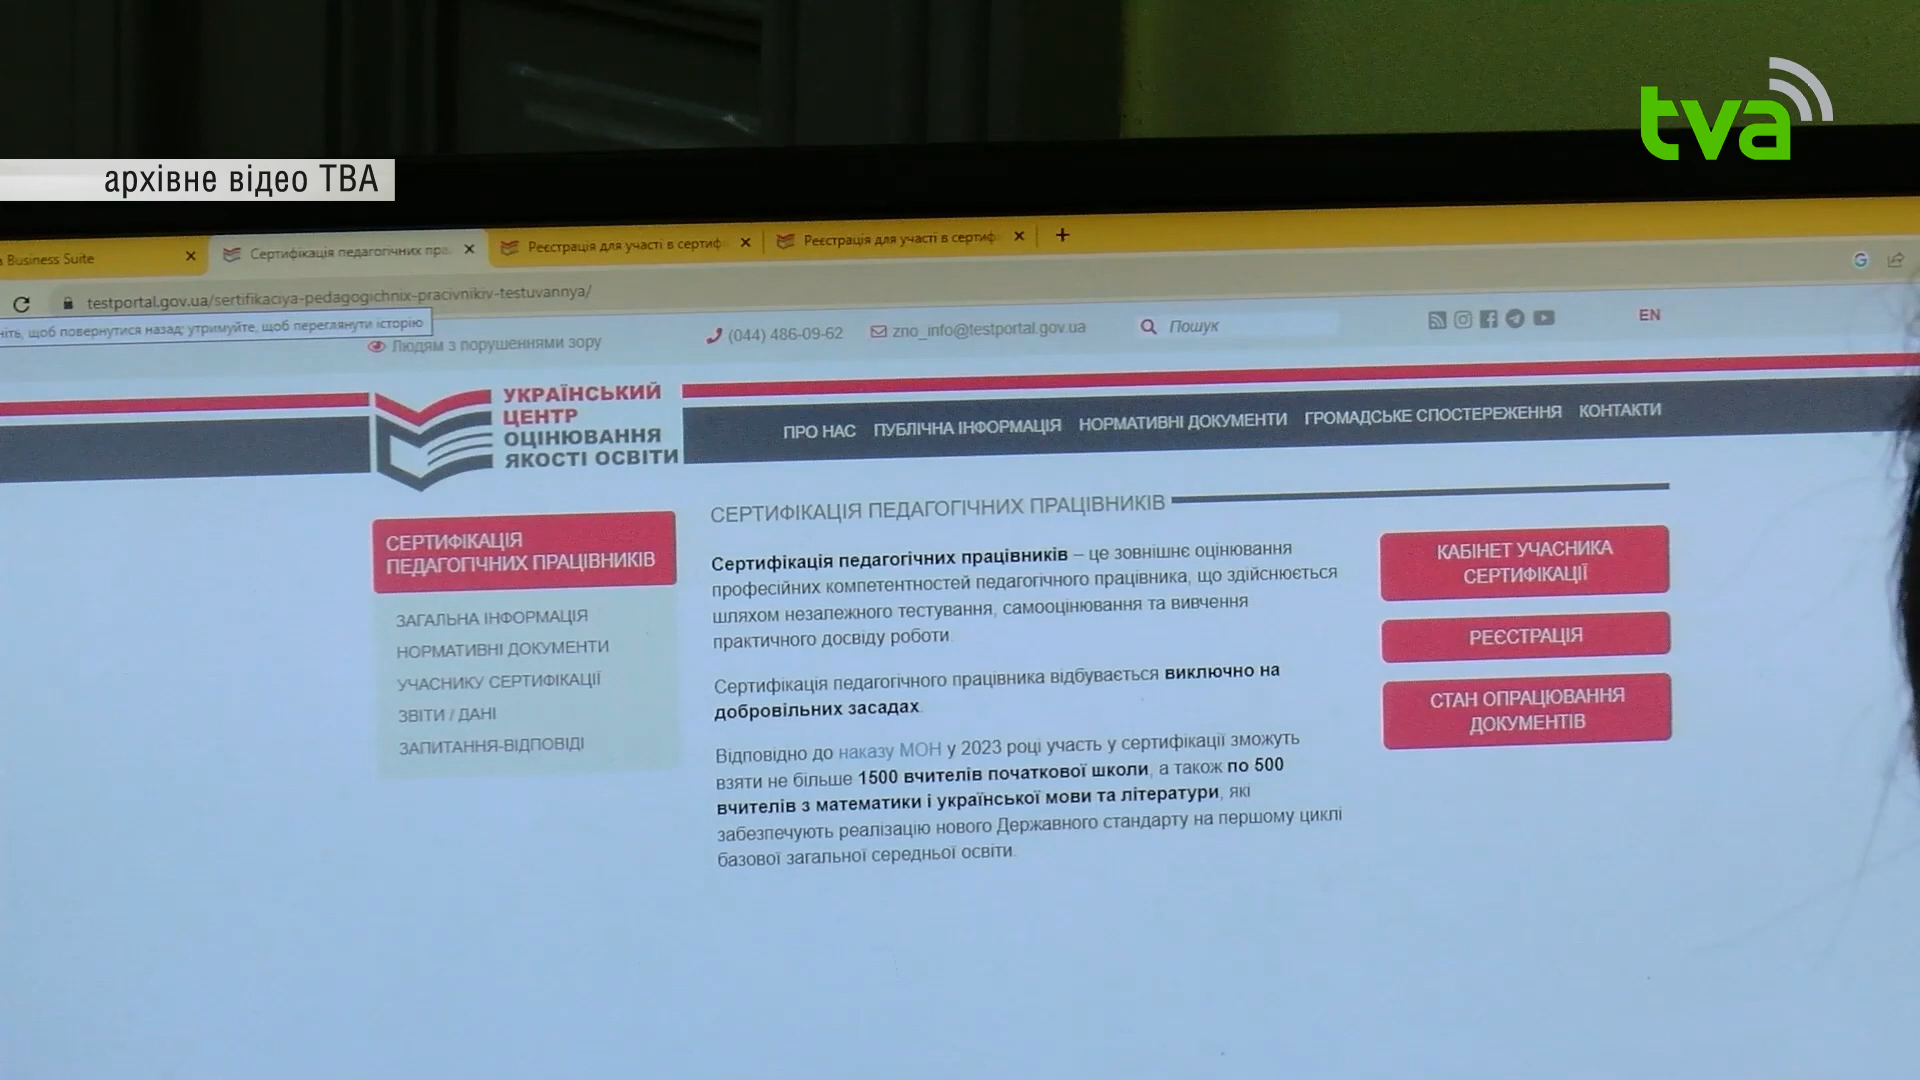 tva
архівне відео ТВА
Business Suite
Сертифікація педагогічних пра
Реєстрація для участі в сертиф
Реєстрація для участі в сертиф
testportal.gov.ua/sertifikaciya-pedagogichnix-pracivnikiv-testuvannya/
щоб повернутися назад; утримуйте, щоб переглянути історію
Людям з порушеннями зору
(044) 486-09-62
zno_info@testportal.gov.ua
Пошук
EN
УКРАЇНСЬКИЙ
ЦЕНТР
ОЦІНЮВАННЯ
ЯКОСТІ ОСВІТИ
ПРО НАС ПУБЛІЧНА ІНФОРМАЦІЯ НОРМАТИВНІ ДОКУМЕНТИ ГРОМАДСЬКЕ СПОСТЕРЕЖЕННЯ КОНТАКТИ
СЕРТИФІКАЦІЯ
ПЕДАГОГІЧНИХ ПРАЦІВНИКІВ
ЗАГАЛЬНА ІНФОРМАЦІЯ
НОРМАТИВНІ ДОКУМЕНТИ
УЧАСНИКУ СЕРТИФІКАЦІЇ
ЗВІТИ / ДАНІ
ЗАПИТАННЯ-ВІДПОВІДІ
СЕРТИФІКАЦІЯ ПЕДАГОГІЧНИХ ПРАЦІВНИКІВ
Сертифікація педагогічних працівників – це зовнішнє оцінювання
професійних компетентностей педагогічного працівника, що здійснюється
шляхом незалежного тестування, самооцінювання та вивчення
практичного досвіду роботи.
Сертифікація педагогічного працівника відбувається виключно на
добровільних засадах.
Відповідно до наказу МОН у 2023 році участь у сертифікації зможуть
взяти не більше 1500 вчителів початкової школи, а також по 500
вчителів з математики і української мови та літератури, які
забезпечують реалізацію нового Державного стандарту на першому циклі
базової загальної середньої освіти.
КАБІНЕТ УЧАСНИКА
СЕРТИФІКАЦІЇ
РЕЄСТРАЦІЯ
СТАН ОПРАЦЮВАННЯ
ДОКУМЕНТІВ